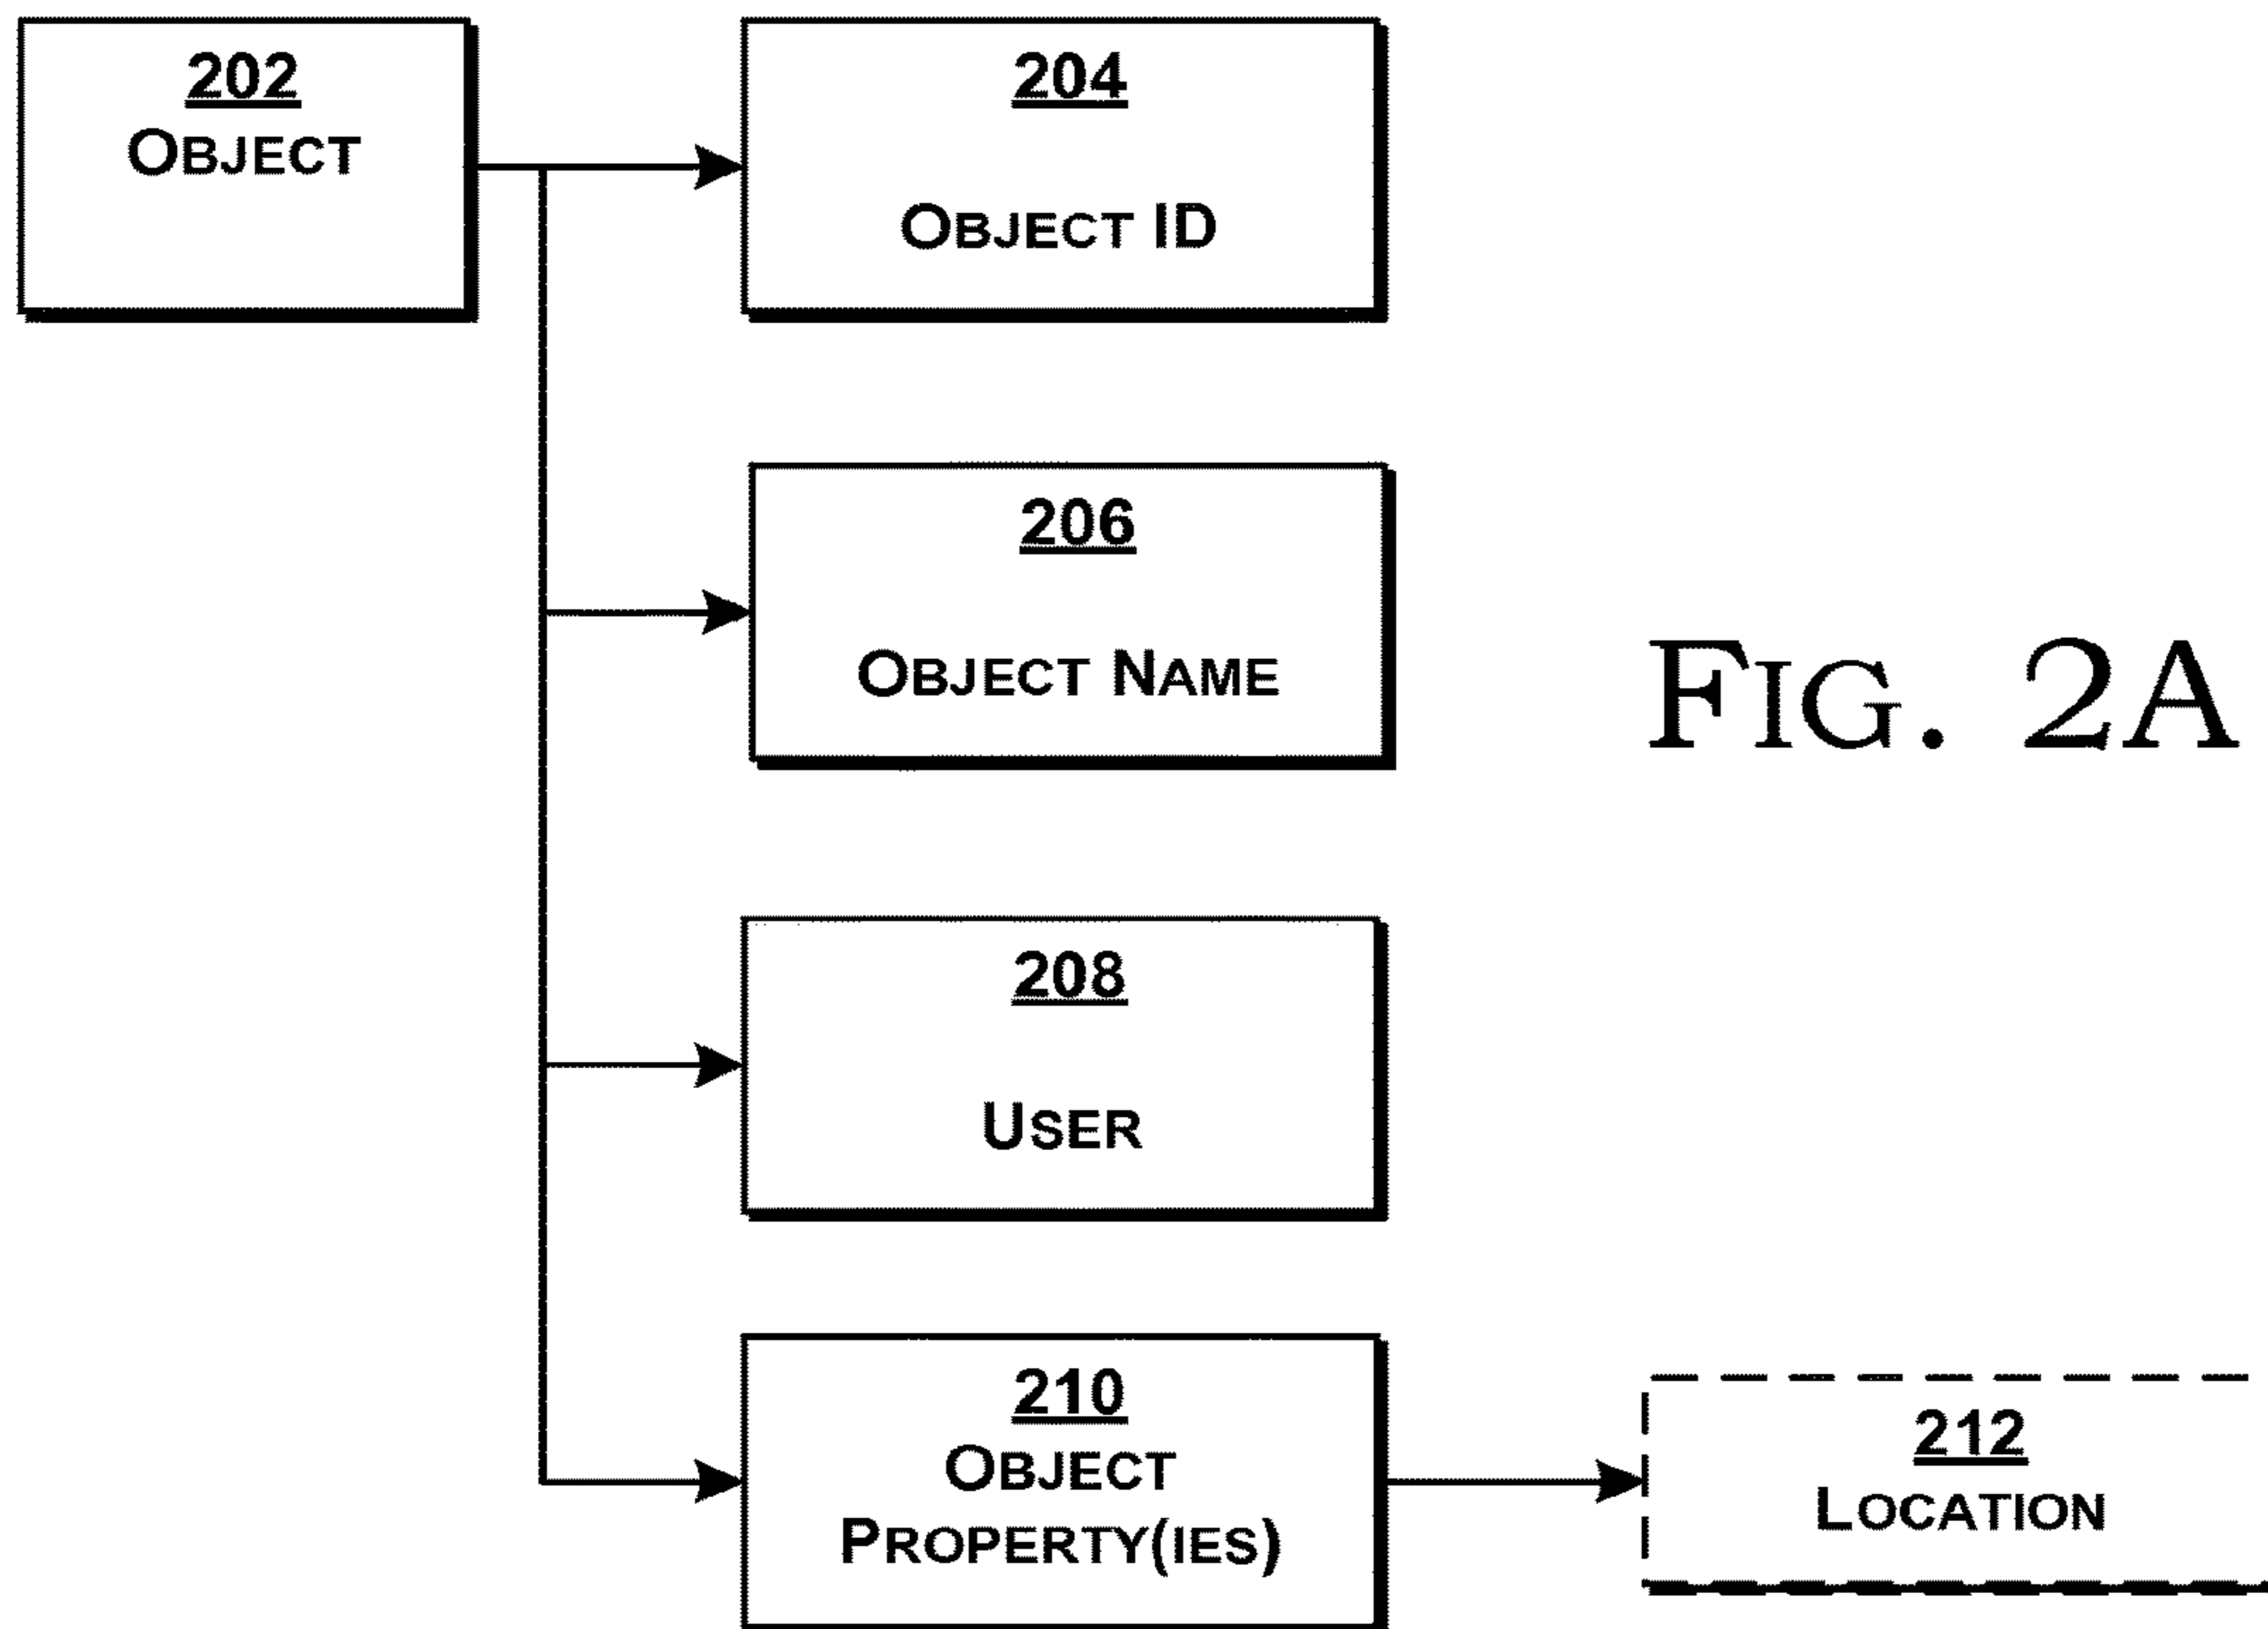 202
OBJECT
204
OBJECT ID
206
OBJECT NAME
FIG. 2A
208
USER
210
OBJECT
PROPERTY(IES)
212
LOCATION